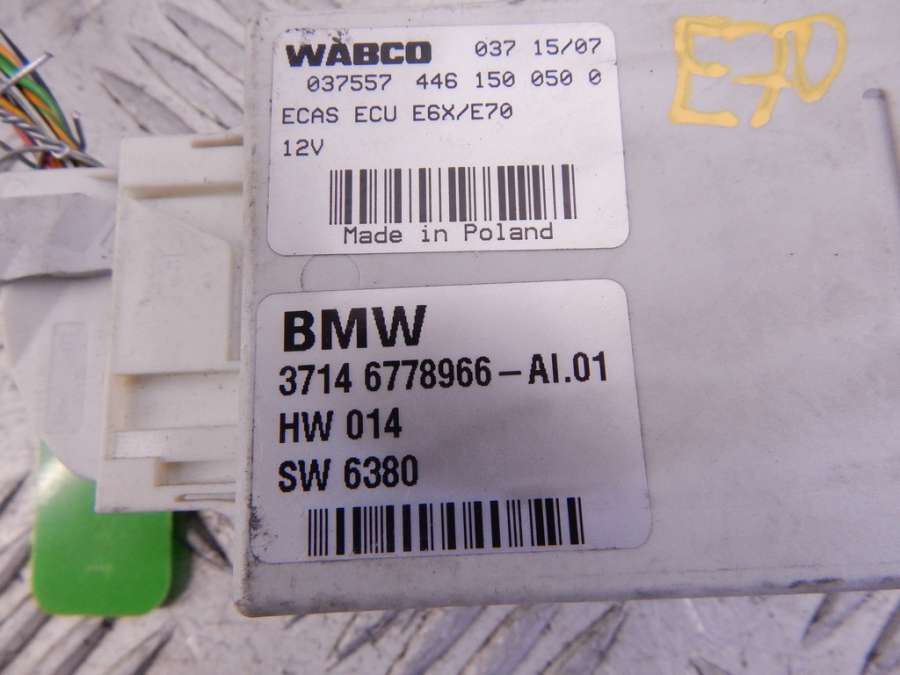 WABCO 037 15/07
037557 446 150 050 0
ECAS ECU E6X/E70
12V
Made in Poland
E70
BMW
3714 6778966-AI.01
HW 014
SW 6380